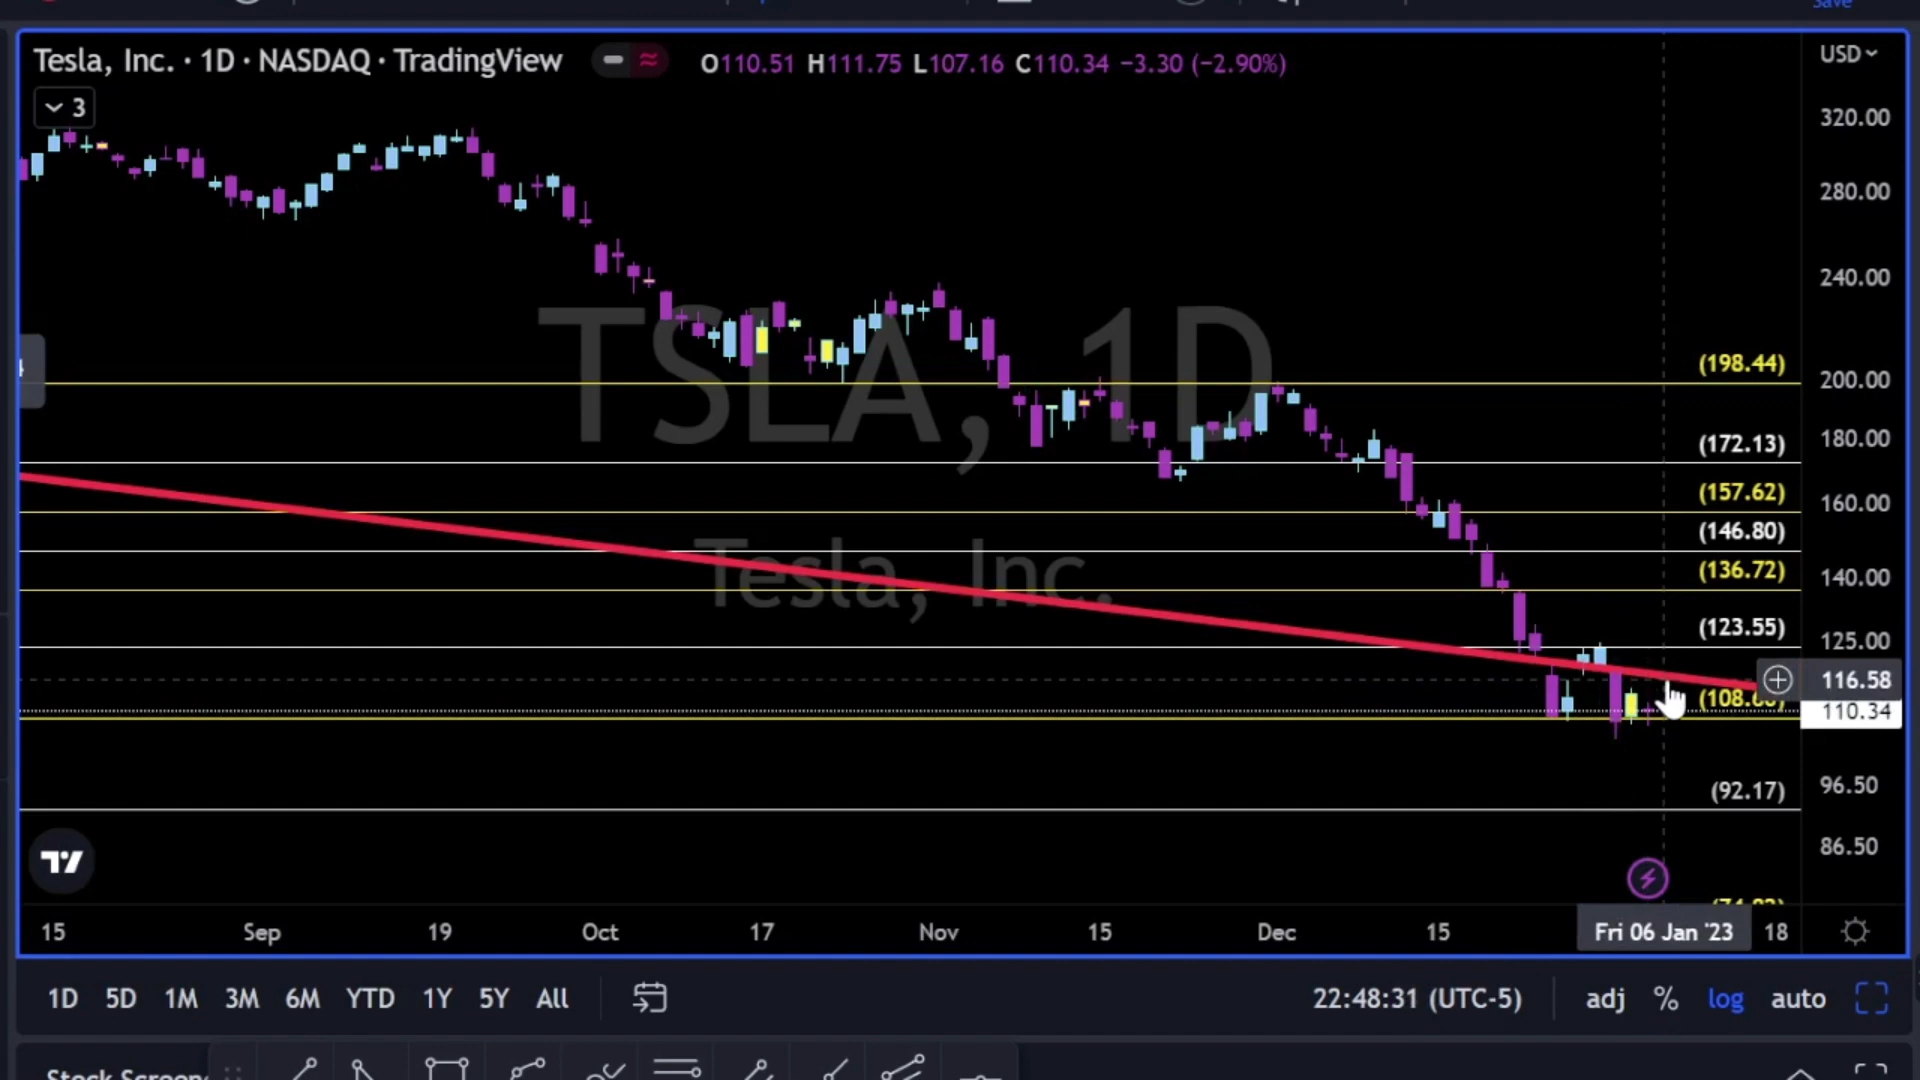 Save
Tesla, Inc. · 1D · NASDAQ · TradingView
O110.51 H111.75 L107.16 C110.34 −3.30 (−2.90%)
USD
3
320.00
280.00
240.00
TSLA, 1D
(198.44)
200.00
(172.13)
180.00
(157.62)
160.00
(146.80)
Tesla, Inc.
(136.72)
140.00
(123.55)
125.00
116.58
110.34
(92.17)
96.50
86.50
15 Sep 19 Oct 17 Nov 15 Dec 15 Fri 06 Jan '23 18
1D 5D 1M 3M 6M YTD 1Y 5Y All
22:48:31 (UTC-5) adj % log auto
Stock